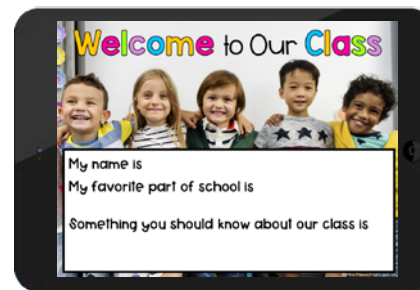 Welcome to Our Class
My name is
My favorite part of school is
Something you should know about our class is